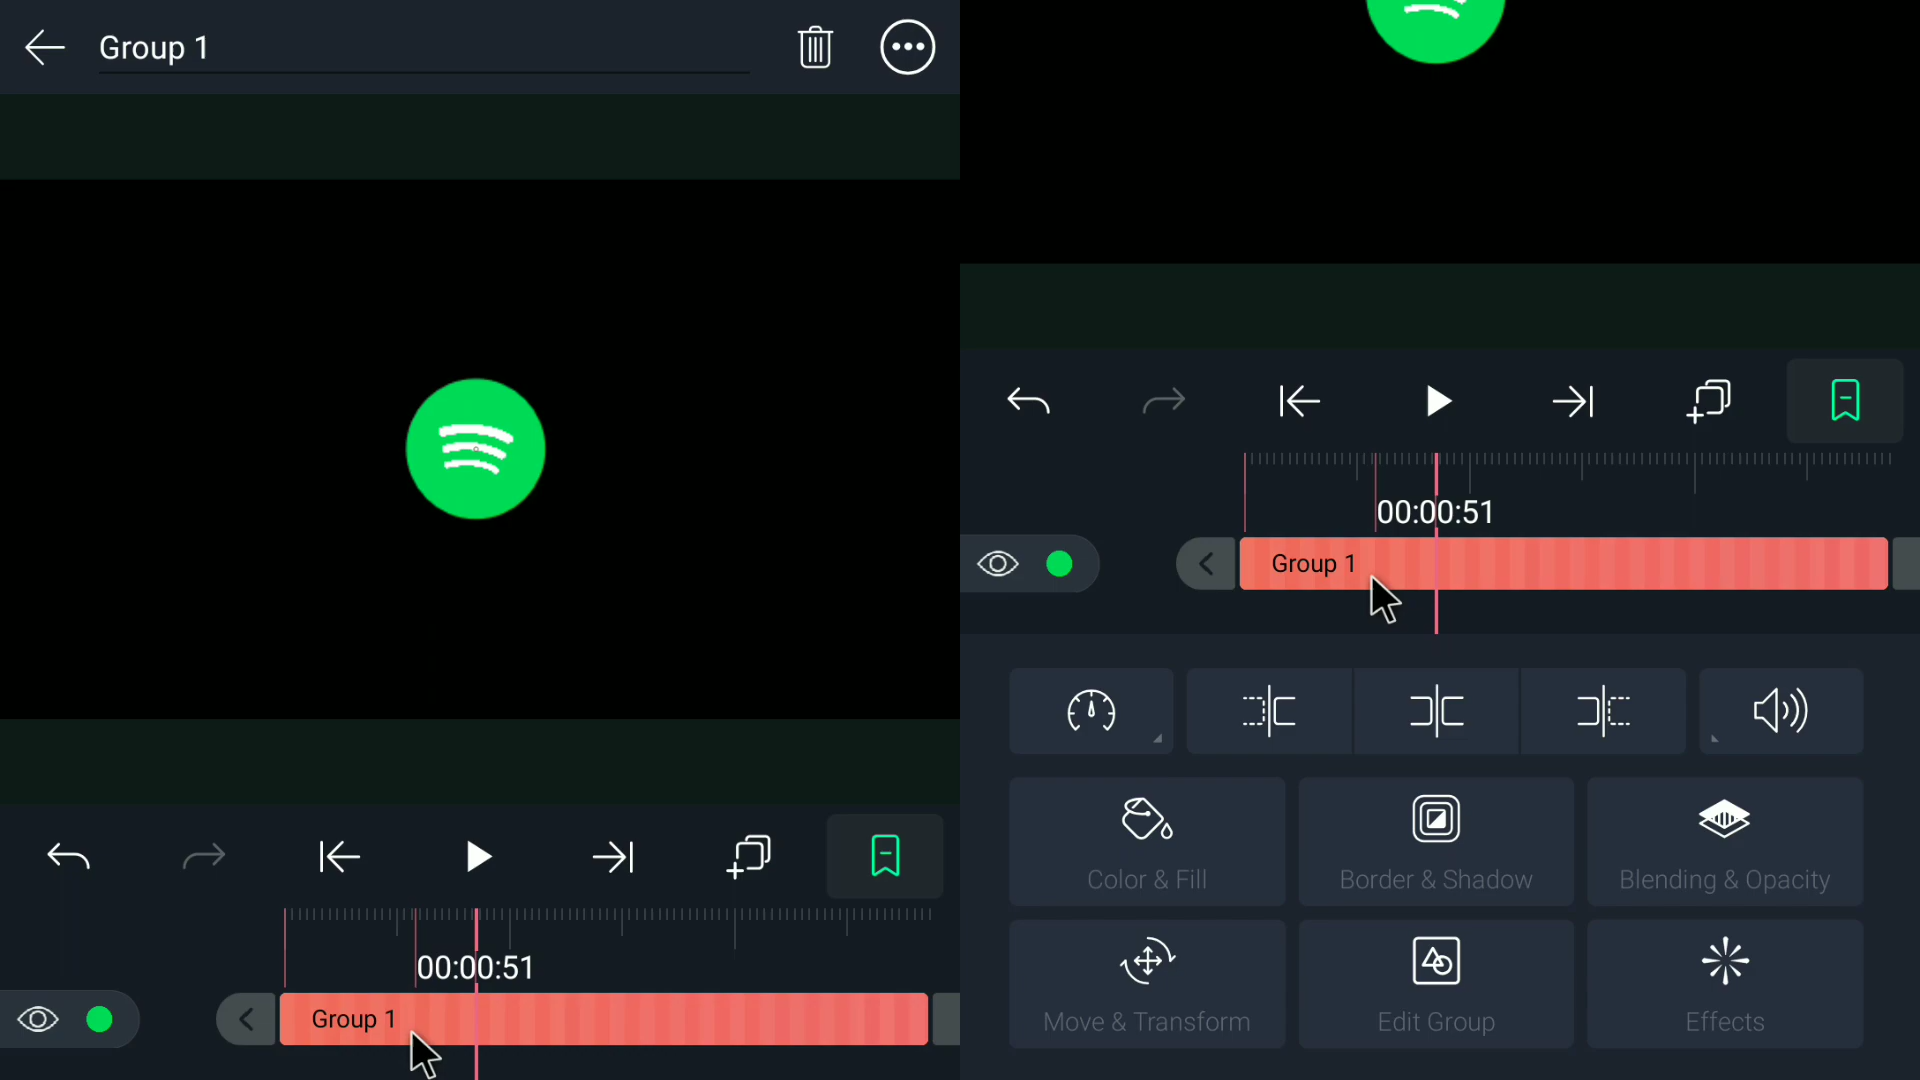 Group 1
00:00:51
Group 1
00:00:51
Group 1
Color & Fill
Border & Shadow
Blending & Opacity
Move & Transform
Edit Group
Effects